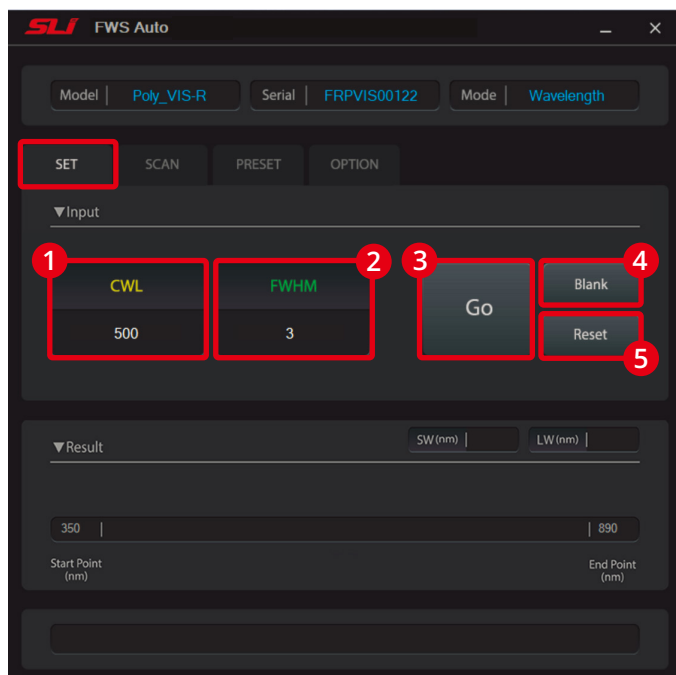 SLI FWS Auto
Model | Poly_VIS-R Serial | FRPVIS00122 Mode | Wavelength
SET SCAN PRESET OPTION
▼Input
1 2 3 4
CWL FWHM Go Blank
500 3 Reset
5
▼Result SW(nm) | LW(nm) |
350 | | 890
Start Point End Point
(nm) (nm)